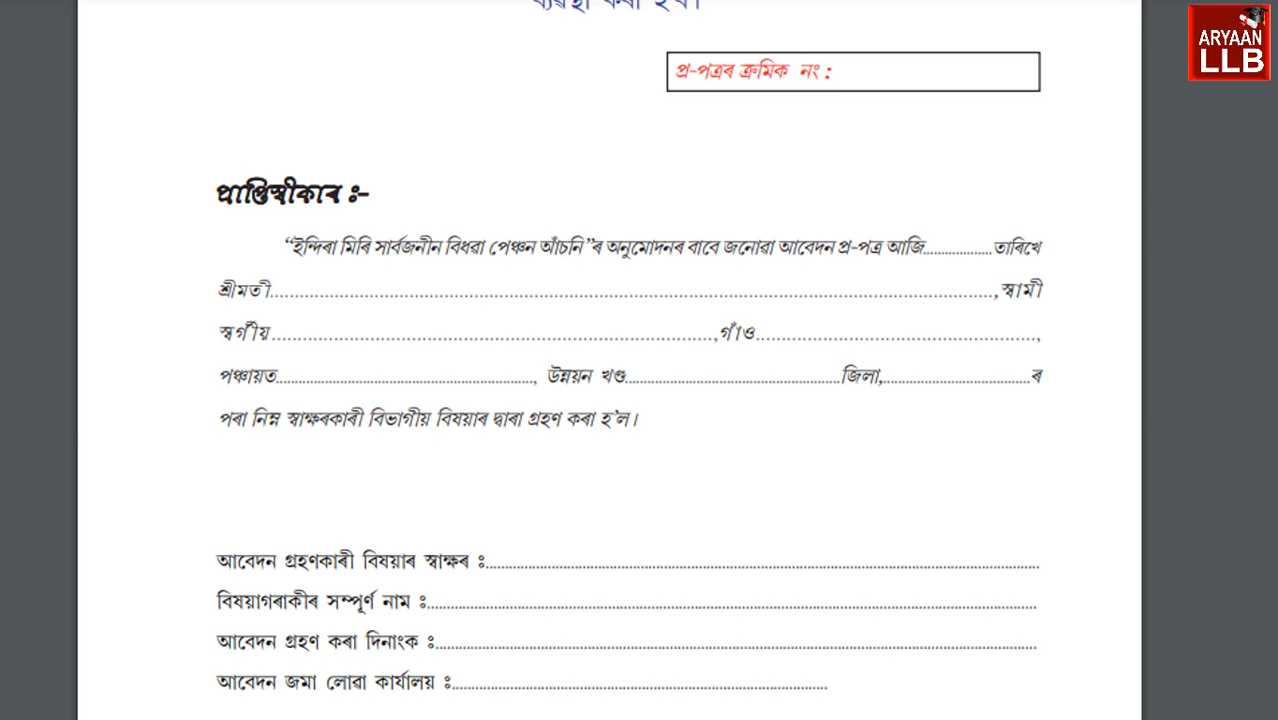 ব্যৱস্থা কৰা হ'ব।
ARYAAN
LLB
প্ৰ-পত্ৰৰ ক্ৰমিক নং :
প্ৰাপ্তিস্বীকাৰ ঃ-
“ইন্দিৰা মিৰি সাৰ্বজনীন বিধৱা পেঞ্চন আঁচনি”ৰ অনুমোদনৰ বাবে জনোৱা আবেদন প্ৰ-পত্ৰ আজি..................তাৰিখে
শ্ৰীমতী......................................................................................................,স্বামী
স্বৰ্গীয়................................................................,গাঁও........................................,
পঞ্চায়ত................................................................, উন্নয়ন খণ্ড......................................................জিলা,.....................................ৰ
পৰা নিম্ন স্বাক্ষৰকাৰী বিভাগীয় বিষয়াৰ দ্বাৰা গ্ৰহণ কৰা হ'ল।
আবেদন গ্ৰহণকাৰী বিষয়াৰ স্বাক্ষৰ ঃ..........................................................................................
বিষয়াগৰাকীৰ সম্পূৰ্ণ নাম ঃ....................................................................................................
আবেদন গ্ৰহণ কৰা দিনাংক ঃ..................................................................................................
আবেদন জমা লোৱা কাৰ্যালয় ঃ............................................................